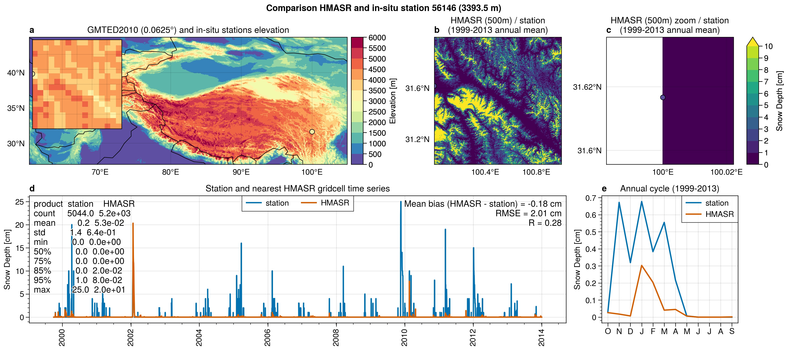 Comparison HMASR and in-situ station 56146 (3393.5 m)
a
GMTED2010 (0.0625°) and in-situ stations elevation
40°N
35°N
30°N
70°E
80°E
90°E
100°E
6000
5500
5000
4500
4000
3500
3000
2500
2000
1500
1000
500
0
Elevation [m]
b
HMASR (500m) / station
(1999-2013 annual mean)
31.6°N
31.2°N
100.4°E
100.8°E
c
HMASR (500m) zoom / station
(1999-2013 annual mean)
31.62°N
31.6°N
100°E
100.02°E
10
9
8
7
6
5
4
3
2
1
0
Snow Depth [cm]
d
Station and nearest HMASR gridcell time series
product station HMASR
count 5044.0 5.2e+03
mean 0.2 5.3e-02
std 1.4 6.4e-01
min 0.0 0.0e+00
50% 0.0 0.0e+00
75% 0.0 0.0e+00
85% 0.0 2.0e-02
95% 1.0 8.0e-02
max 25.0 2.0e+01
station HMASR
Mean bias (HMASR - station) = -0.18 cm
RMSE = 2.01 cm
R = 0.28
Snow Depth [cm]
25
20
15
10
5
0
2000
2002
2004
2006
2008
2010
2012
2014
e
Annual cycle (1999-2013)
station
HMASR
Snow Depth [cm]
0.7
0.6
0.5
0.4
0.3
0.2
0.1
0.0
O N D J F M A M J J A S